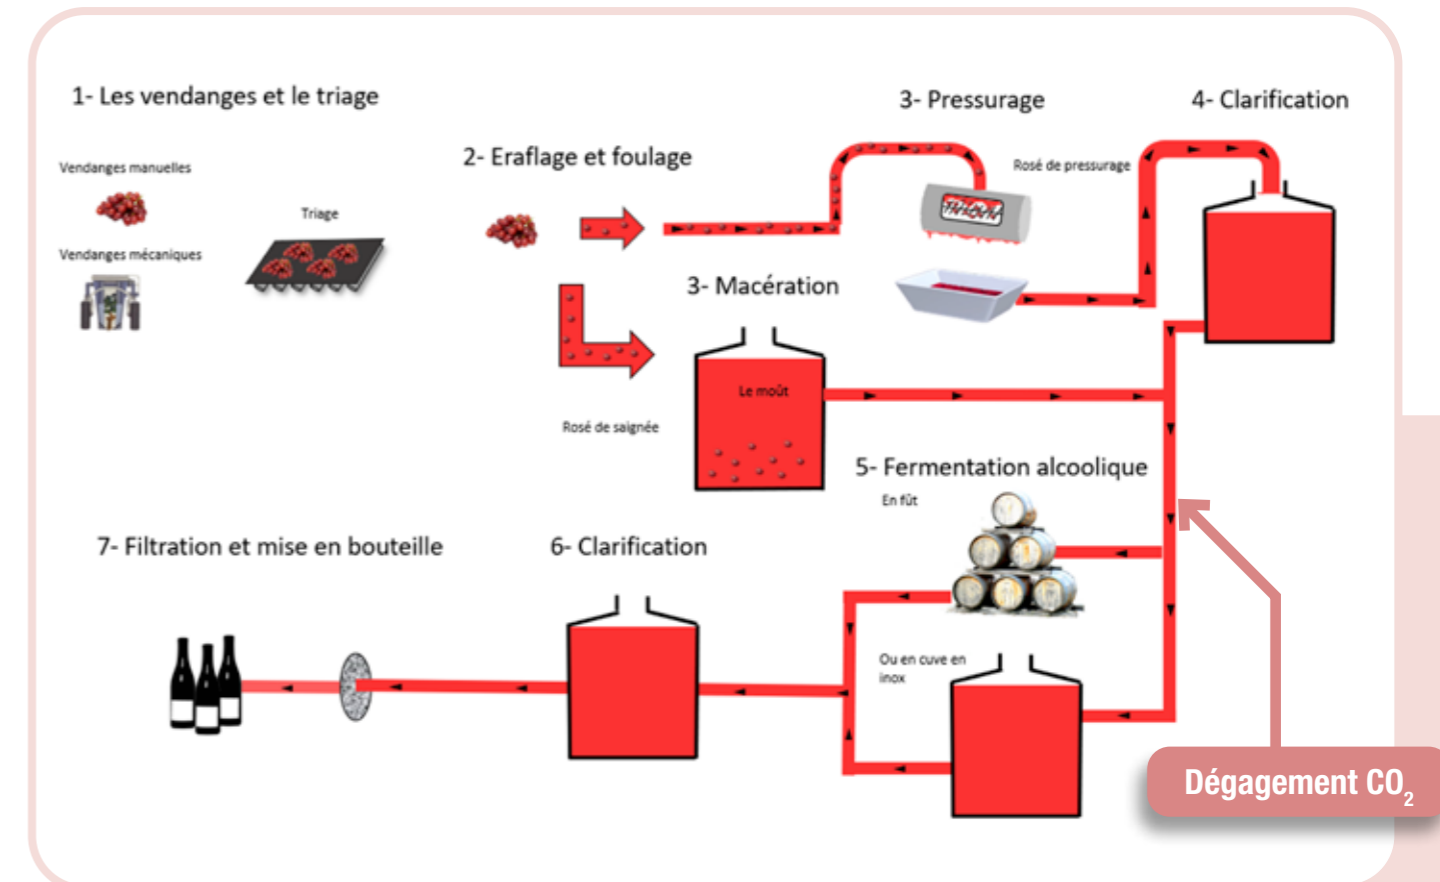 1- Les vendanges et le triage
Vendanges manuelles
Triage
Vendanges mécaniques
2- Eraflage et foulage
3- Pressurage
Rosé de pressurage
4- Clarification
3- Macération
Le moût
Rosé de saignée
5- Fermentation alcoolique
En fût
Ou en cuve en
inox
6- Clarification
7- Filtration et mise en bouteille
Dégagement CO₂